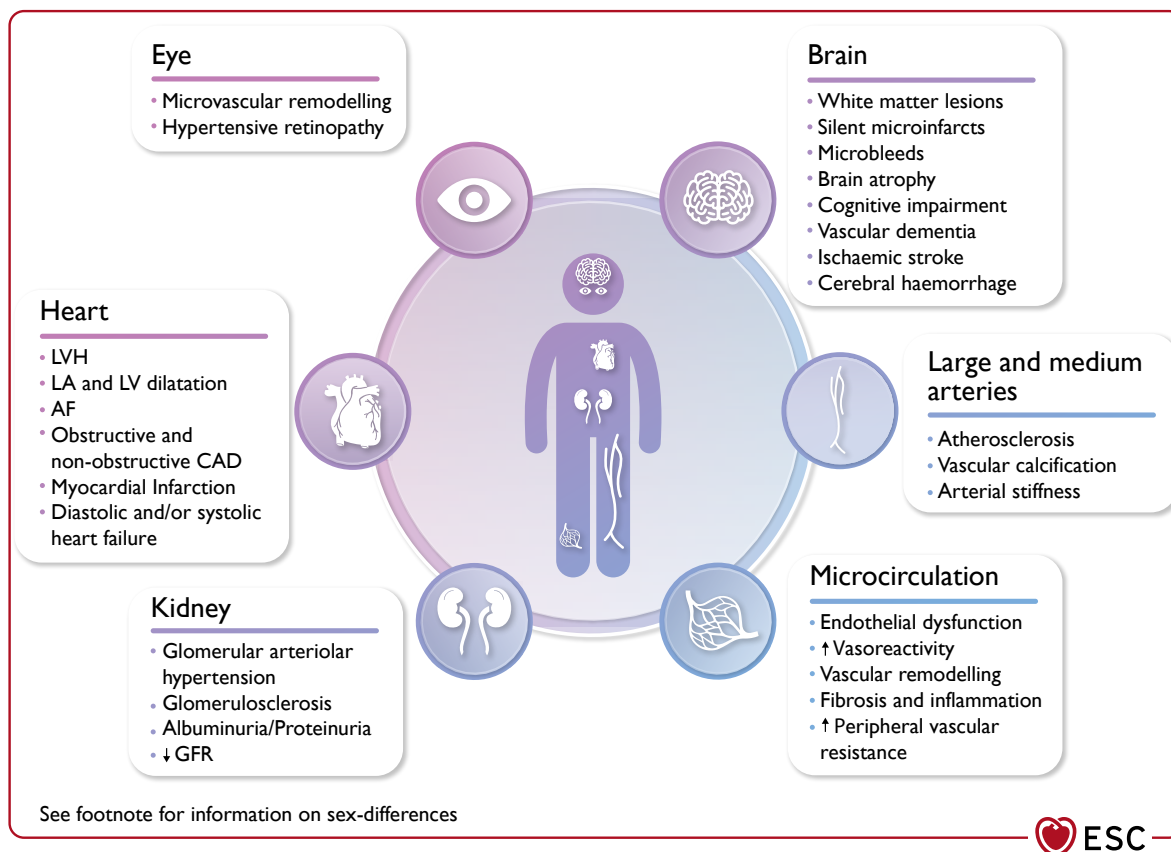 Eye
• Microvascular remodelling
• Hypertensive retinopathy
Brain
• White matter lesions
• Silent microinfarcts
• Microbleeds
• Brain atrophy
• Cognitive impairment
• Vascular dementia
• Ischaemic stroke
• Cerebral haemorrhage
Heart
• LVH
• LA and LV dilatation
• AF
• Obstructive and
non-obstructive CAD
• Myocardial Infarction
• Diastolic and/or systolic
heart failure
Large and medium
arteries
• Atherosclerosis
• Vascular calcification
• Arterial stiffness
Kidney
• Glomerular arteriolar
hypertension
• Glomerulosclerosis
• Albuminuria/Proteinuria
• ↓ GFR
Microcirculation
• Endothelial dysfunction
• ↑ Vasoreactivity
• Vascular remodelling
• Fibrosis and inflammation
• ↑ Peripheral vascular
resistance
See footnote for information on sex-differences
ESC